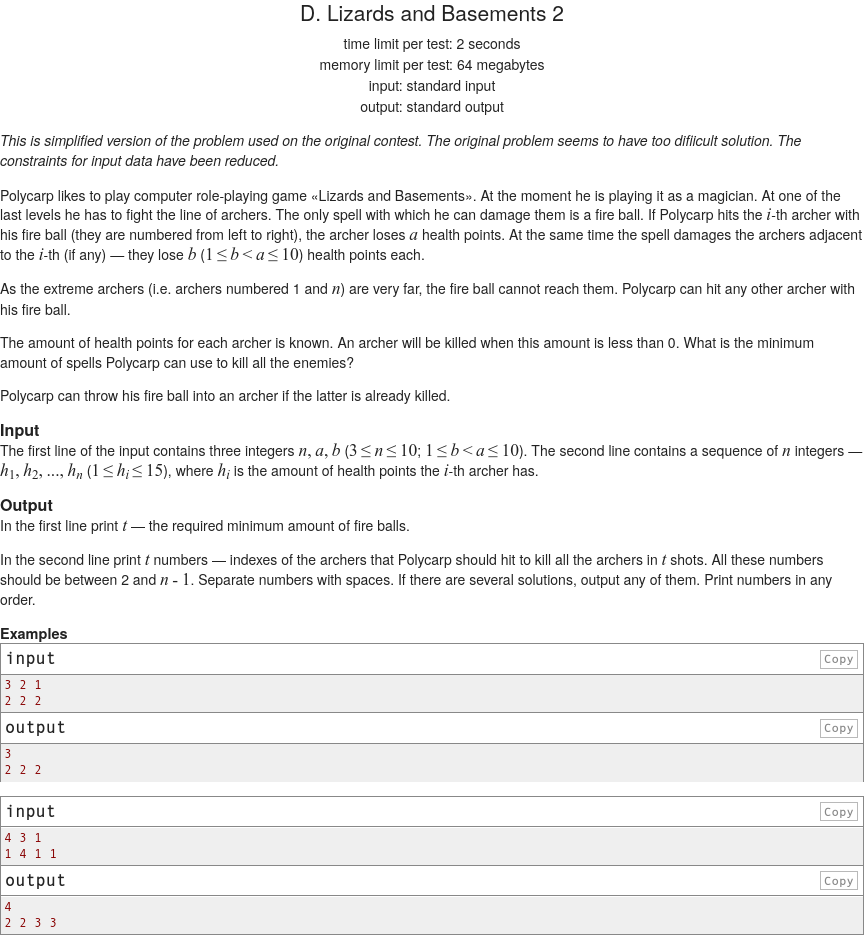 D. Lizards and Basements 2
time limit per test: 2 seconds
memory limit per test: 64 megabytes
input: standard input
output: standard output
This is simplified version of the problem used on the original contest. The original problem seems to have too difiicult solution. The
constraints for input data have been reduced.
Polycarp likes to play computer role-playing game «Lizards and Basements». At the moment he is playing it as a magician. At one of the
last levels he has to fight the line of archers. The only spell with which he can damage them is a fire ball. If Polycarp hits the i-th archer with
his fire ball (they are numbered from left to right), the archer loses a health points. At the same time the spell damages the archers adjacent
to the i-th (if any) — they lose b (1 ≤ b < a ≤ 10) health points each.
As the extreme archers (i.e. archers numbered 1 and n) are very far, the fire ball cannot reach them. Polycarp can hit any other archer with
his fire ball.
The amount of health points for each archer is known. An archer will be killed when this amount is less than 0. What is the minimum
amount of spells Polycarp can use to kill all the enemies?
Polycarp can throw his fire ball into an archer if the latter is already killed.
Input
The first line of the input contains three integers n, a, b (3 ≤ n ≤ 10; 1 ≤ b < a ≤ 10). The second line contains a sequence of n integers —
h1, h2, ..., hn (1 ≤ hi ≤ 15), where hi is the amount of health points the i-th archer has.
Output
In the first line print t — the required minimum amount of fire balls.
In the second line print t numbers — indexes of the archers that Polycarp should hit to kill all the archers in t shots. All these numbers
should be between 2 and n - 1. Separate numbers with spaces. If there are several solutions, output any of them. Print numbers in any
order.
Examples
input Copy
3 2 1
2 2 2
output Copy
3
2 2 2
input Copy
4 3 1
1 4 1 1
output Copy
4
2 2 3 3